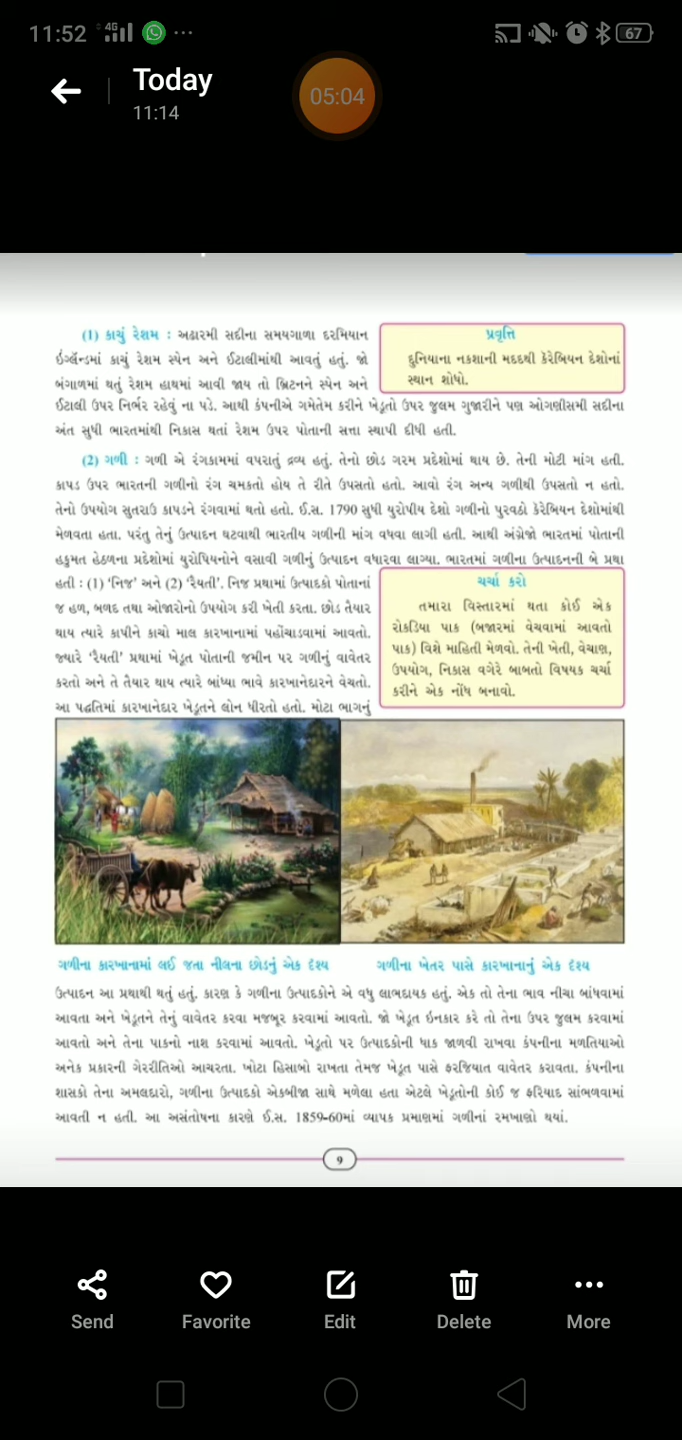 11:52 4G 67
Today
11:14
05:04
(1) કાચું રેશમ : અઢારમી સદીના સમયગાળા દરમિયાન
ઇંગ્લૅન્ડમાં કાચું રેશમ સ્પેન અને ઈટાલીમાંથી આવતું હતું. જો
બંગાળમાં થતું રેશમ હાથમાં આવી જાય તો બ્રિટનને સ્પેન અને
પ્રવૃત્તિ
દુનિયાના નકશાની મદદથી કેરેબિયન દેશોનાં
સ્થાન શોધો.
ઈટાલી ઉપર નિર્ભર રહેવું ના પડે. આથી કંપનીએ ગમેતેમ કરીને ખેડૂતો ઉપર જુલમ ગુજારીને પણ ઓગણીસમી સદીના
અંત સુધી ભારતમાંથી નિકાસ થતાં રેશમ ઉપર પોતાની સત્તા સ્થાપી દીધી હતી.
(2) ગળી : ગળી એ રંગકામમાં વપરાતું દ્રવ્ય હતું. તેનો છોડ ગરમ પ્રદેશોમાં થાય છે. તેની મોટી માંગ હતી.
કાપડ ઉપર ભારતની ગળીનો રંગ ચમકતો હોય તે રીતે ઉપસતો હતો. આવો રંગ અન્ય ગળીથી ઉપસતો ન હતો.
તેનો ઉપયોગ સુતરાઉ કાપડને રંગવામાં થતો હતો. ઈ.સ. 1790 સુધી યુરોપીય દેશો ગળીનો પુરવઠો કેરેબિયન દેશોમાંથી
મેળવતા હતા. પરંતુ તેનું ઉત્પાદન ઘટવાથી ભારતીય ગળીની માંગ વધવા લાગી હતી. આથી અંગ્રેજો ભારતમાં પોતાની
હકુમત હેઠળના પ્રદેશોમાં યુરોપિયનોને વસાવી ગળીનું ઉત્પાદન વધારવા લાગ્યા. ભારતમાં ગળીના ઉત્પાદનની બે પ્રથા
હતી : (1) ‘નિજ’ અને (2) ‘રૈયતી’. નિજ પ્રથામાં ઉત્પાદકો પોતાનાં
જ હળ, બળદ તથા ઓજારોનો ઉપયોગ કરી ખેતી કરતા. છોડ તૈયાર
થાય ત્યારે કાપીને કાચો માલ કારખાનામાં પહોંચાડવામાં આવતો.
જ્યારે ‘રૈયતી’ પ્રથામાં ખેડૂત પોતાની જમીન પર ગળીનું વાવેતર
કરતો અને તે તૈયાર થાય ત્યારે બાંધ્યા ભાવે કારખાનેદારને વેચતો.
આ પદ્ધતિમાં કારખાનેદાર ખેડૂતને લોન ધીરતો હતો. મોટા ભાગનું
ચર્ચા કરો
તમારા વિસ્તારમાં થતા કોઈ એક
રોકડિયા પાક (બજારમાં વેચવામાં આવતો
પાક) વિશે માહિતી મેળવો. તેની ખેતી, વેચાણ,
ઉપયોગ, નિકાસ વગેરે બાબતો વિષયક ચર્ચા
કરીને એક નોંધ બનાવો.
ગળીના કારખાનામાં લઈ જતા નીલના છોડનું એક દૃશ્ય
ગળીના ખેતર પાસે કારખાનાનું એક દૃશ્ય
ઉત્પાદન આ પ્રથાથી થતું હતું. કારણ કે ગળીના ઉત્પાદકોને એ વધુ લાભદાયક હતું. એક તો તેના ભાવ નીચા બાંધવામાં
આવતા અને ખેડૂતને તેનું વાવેતર કરવા મજબૂર કરવામાં આવતો. જો ખેડૂત ઇનકાર કરે તો તેના ઉપર જુલમ કરવામાં
આવતો અને તેના પાકનો નાશ કરવામાં આવતો. ખેડૂતો પર ઉત્પાદકોની ધાક જાળવી રાખવા કંપનીના મળતિયાઓ
અનેક પ્રકારની ગેરરીતિઓ આચરતા. ખોટા હિસાબો રાખતા તેમજ ખેડૂત પાસે ફરજિયાત વાવેતર કરાવતા. કંપનીના
શાસકો તેના અમલદારો, ગળીના ઉત્પાદકો એકબીજા સાથે મળેલા હતા એટલે ખેડૂતોની કોઈ જ ફરિયાદ સાંભળવામાં
આવતી ન હતી. આ અસંતોષના કારણે ઈ.સ. 1859-60માં વ્યાપક પ્રમાણમાં ગળીનાં રમખાણો થયાં.
9
Send Favorite Edit Delete More